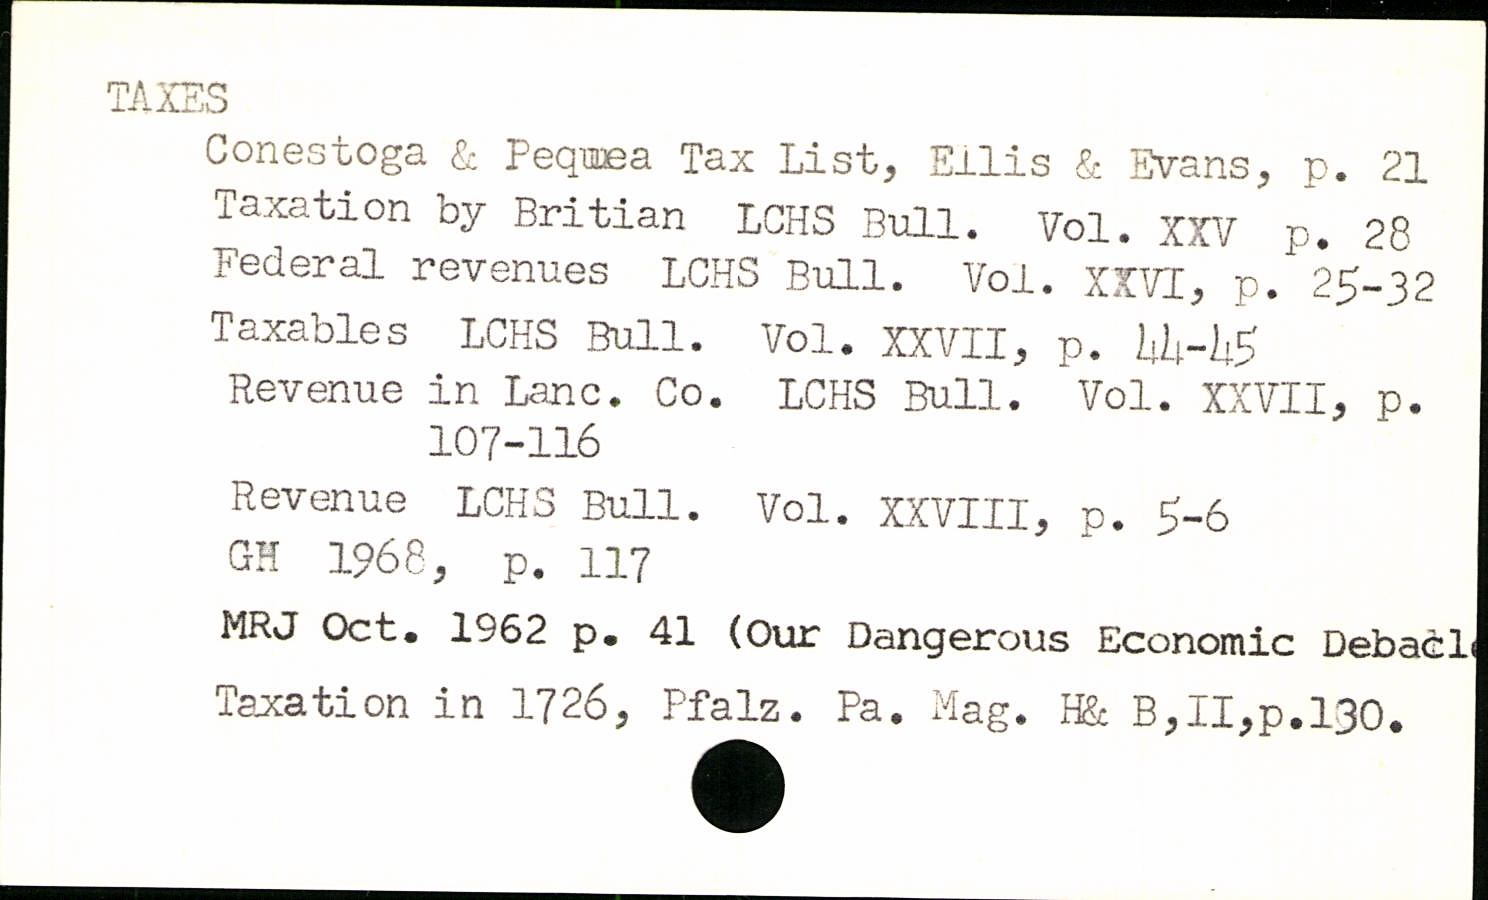 TAXES
Conestoga & Pequea Tax List, Ellis & Evans, p. 21
Taxation by Britian LCHS Bull. Vol. XXV p. 28
Federal revenues LCHS Bull. Vol. XXVI, p. 25-32
Taxables LCHS Bull. Vol. XXVII, p. 44-45
Revenue in Lanc. Co. LCHS Bull. Vol. XXVII, p.
107-116
Revenue LCHS Bull. Vol. XXVIII, p. 5-6
GH 1968, p. 117
MRJ Oct. 1962 p. 41 (Our Dangerous Economic Debacle
Taxation in 1726, Pfalz. Pa. Mag. H& B,II,p.130.